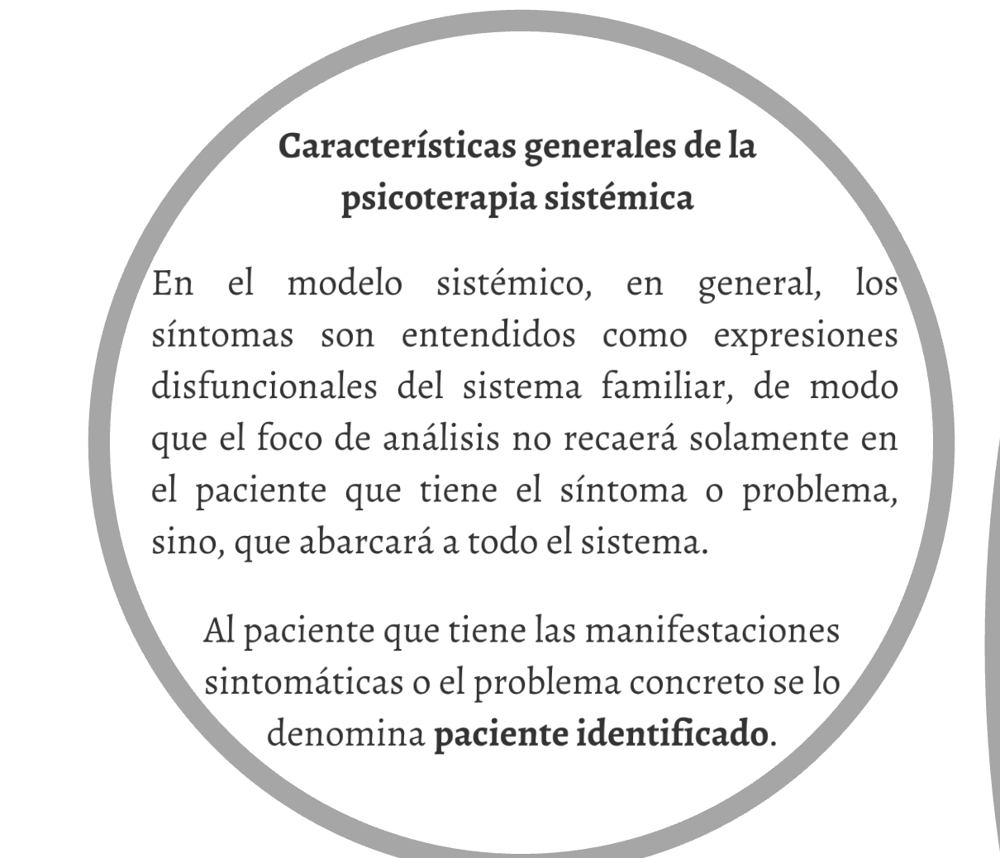 Características generales de la
psicoterapia sistémica
En el modelo sistémico, en general, los
síntomas son entendidos como expresiones
disfuncionales del sistema familiar, de modo
que el foco de análisis no recaerá solamente en
el paciente que tiene el síntoma o problema,
sino, que abarcará a todo el sistema.
Al paciente que tiene las manifestaciones
sintomáticas o el problema concreto se lo
denomina paciente identificado.